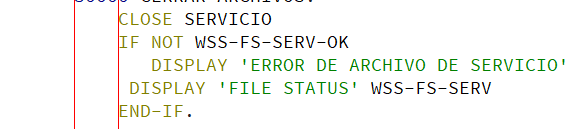 CLOSE SERVICIO
IF NOT WSS-FS-SERV-OK
DISPLAY 'ERROR DE ARCHIVO DE SERVICIO'
DISPLAY 'FILE STATUS' WSS-FS-SERV
END-IF.